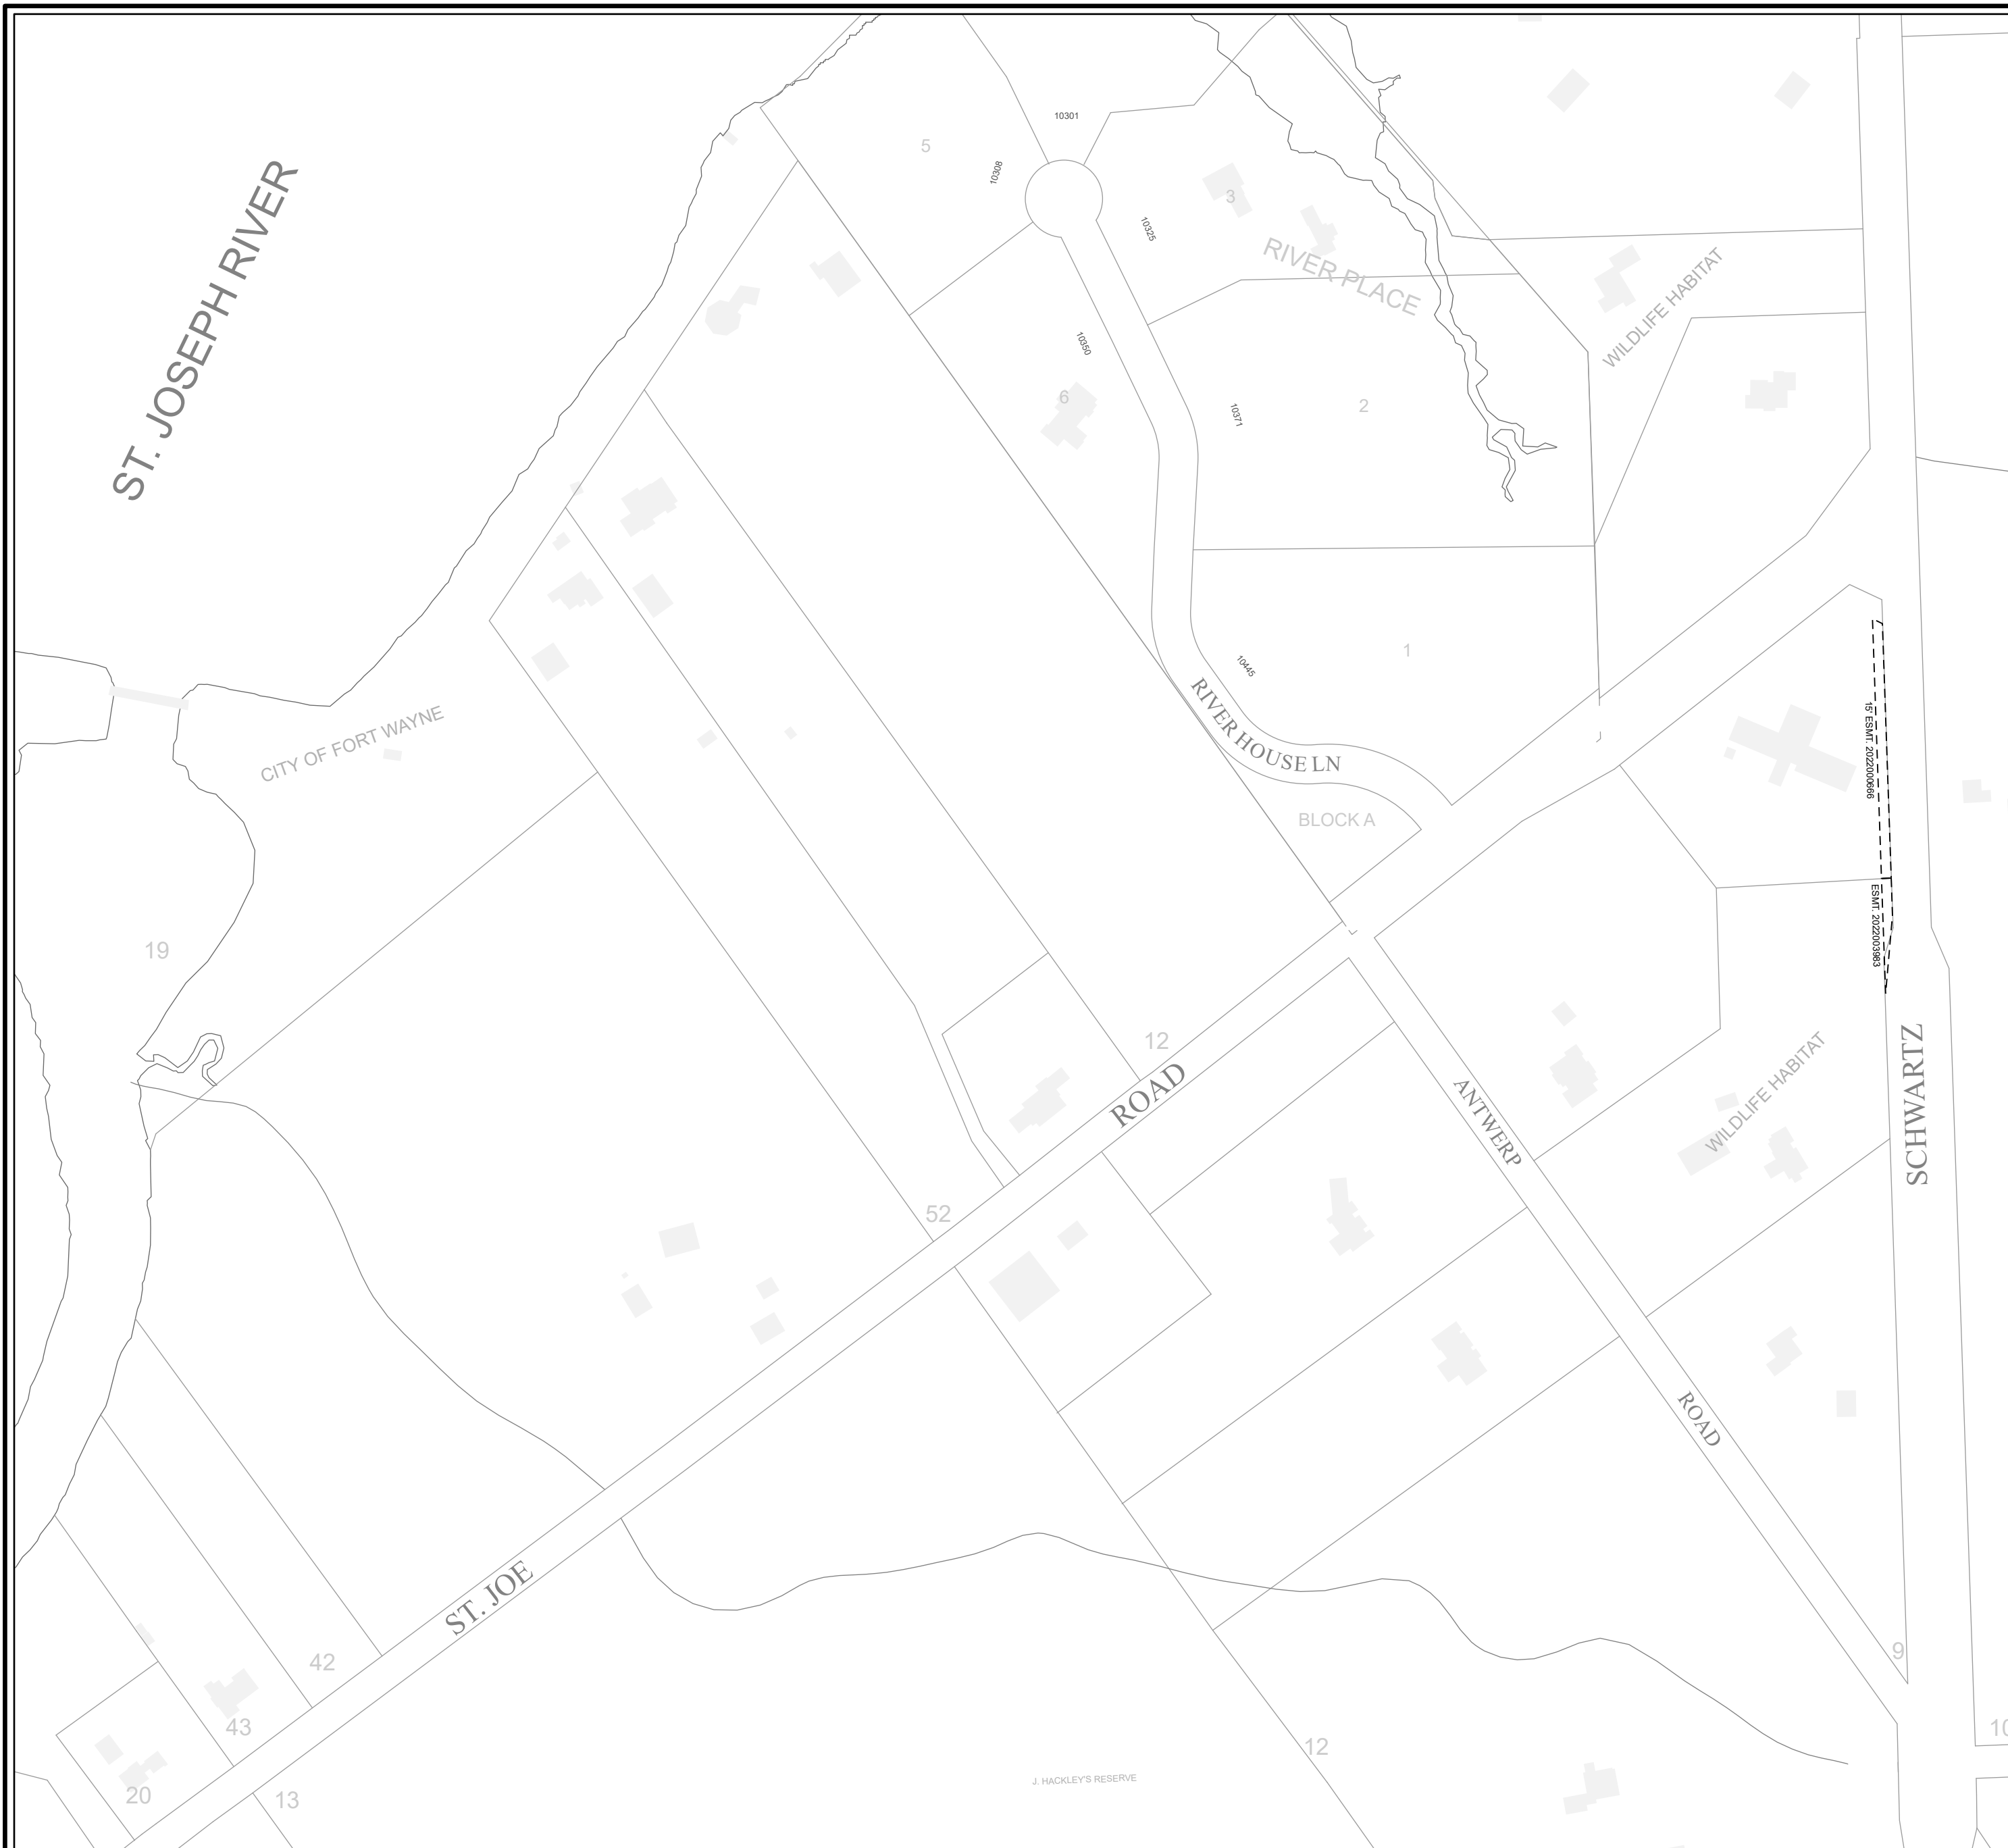 10301
5
10308
ST. JOSEPH RIVER
3
10325
RIVER PLACE
WILDLIFE HABITAT
10350
6
10371
2
1
10445
RIVER HOUSE LN
15' ESMT. 2022000666
CITY OF FORT WAYNE
BLOCK A
ESMT. 2022003983
19
12
ROAD
ANTWERP
WILDLIFE HABITAT
SCHWARTZ
52
ROAD
ST. JOE
42
9
43
12
10
J. HACKLEY'S RESERVE
20
13